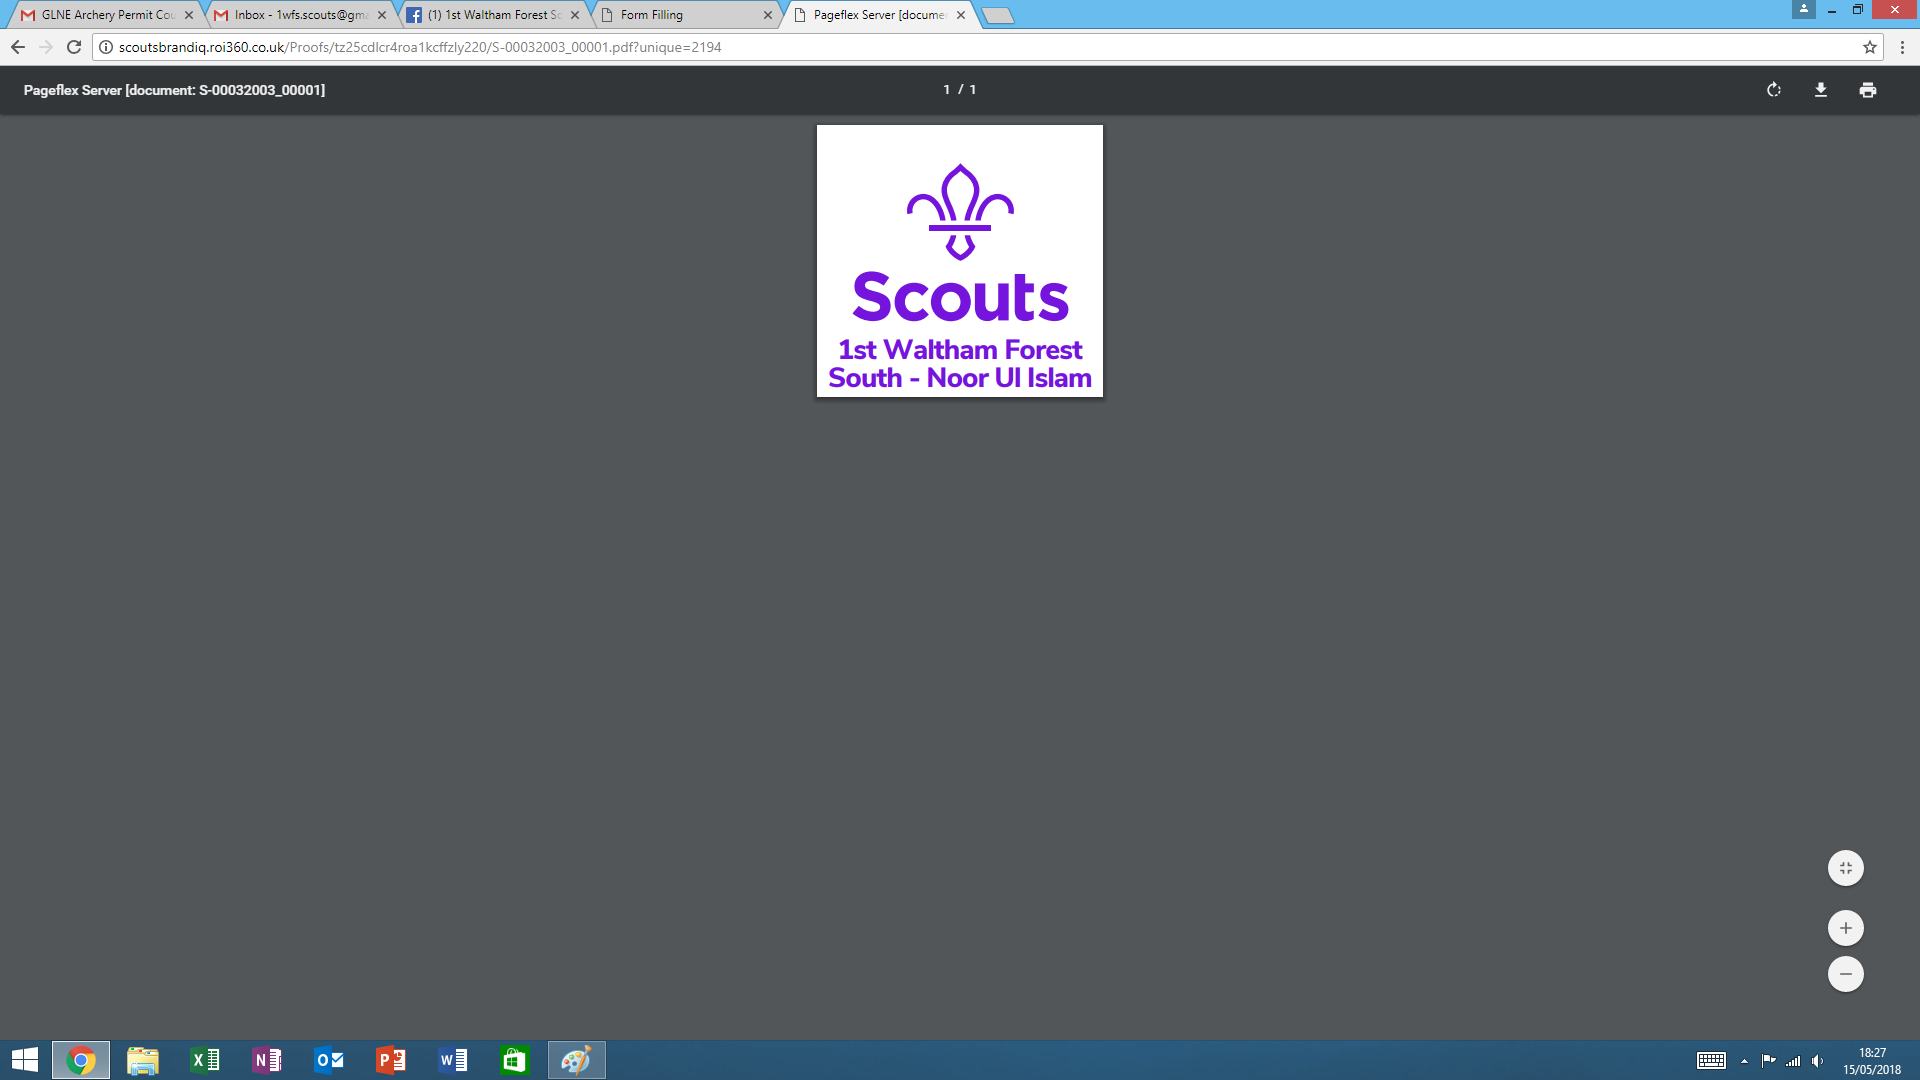 GLNE Archery Permit Cou
Inbox - 1wfs.scouts@gma
(1) 1st Waltham Forest Sc
Form Filling
Pageflex Server [docume
scoutsbrandiq.roi360.co.uk/Proofs/tz25cdlcr4roa1kcffzly220/S-00032003_00001.pdf?unique=2194
Pageflex Server [document: S-00032003_00001]
1 / 1
Scouts
1st Waltham Forest
South - Noor Ul Islam
18:27
15/05/2018